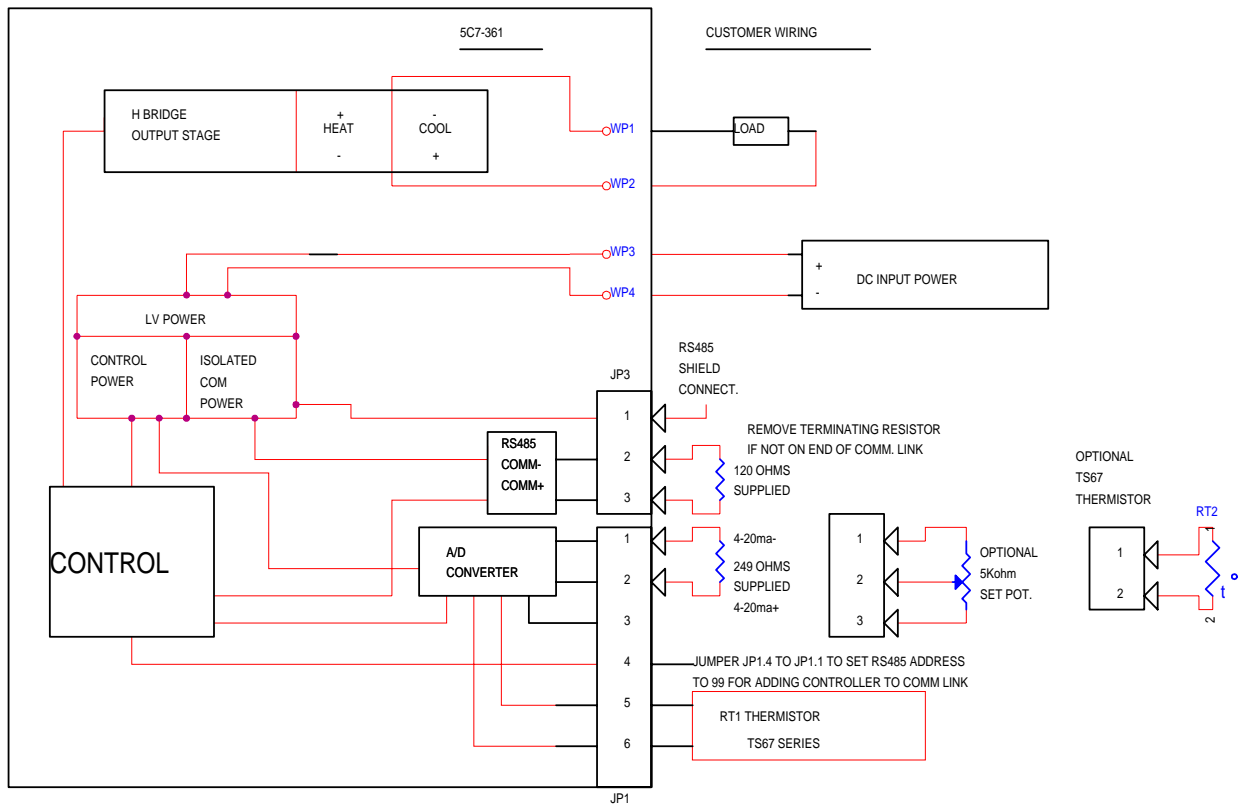 5C7-361
CUSTOMER WIRING
H BRIDGE
OUTPUT STAGE
+
HEAT
-
-
COOL
+
WP1
LOAD
WP2
WP3
WP4
+
-
DC INPUT POWER
LV POWER
CONTROL
POWER
ISOLATED
COM
POWER
JP3
RS485
SHIELD
CONNECT.
1
2
3
RS485
COMM-
COMM+
REMOVE TERMINATING RESISTOR
IF NOT ON END OF COMM. LINK
120 OHMS
SUPPLIED
CONTROL
A/D
CONVERTER
1
2
3
4
5
6
4-20ma-
249 OHMS
SUPPLIED
4-20ma+
1
2
3
OPTIONAL
5Kohm
SET POT.
OPTIONAL
TS67
THERMISTOR
1
2
RT2
1
t °
2
JUMPER JP1.4 TO JP1.1 TO SET RS485 ADDRESS
TO 99 FOR ADDING CONTROLLER TO COMM LINK
RT1 THERMISTOR
TS67 SERIES
JP1